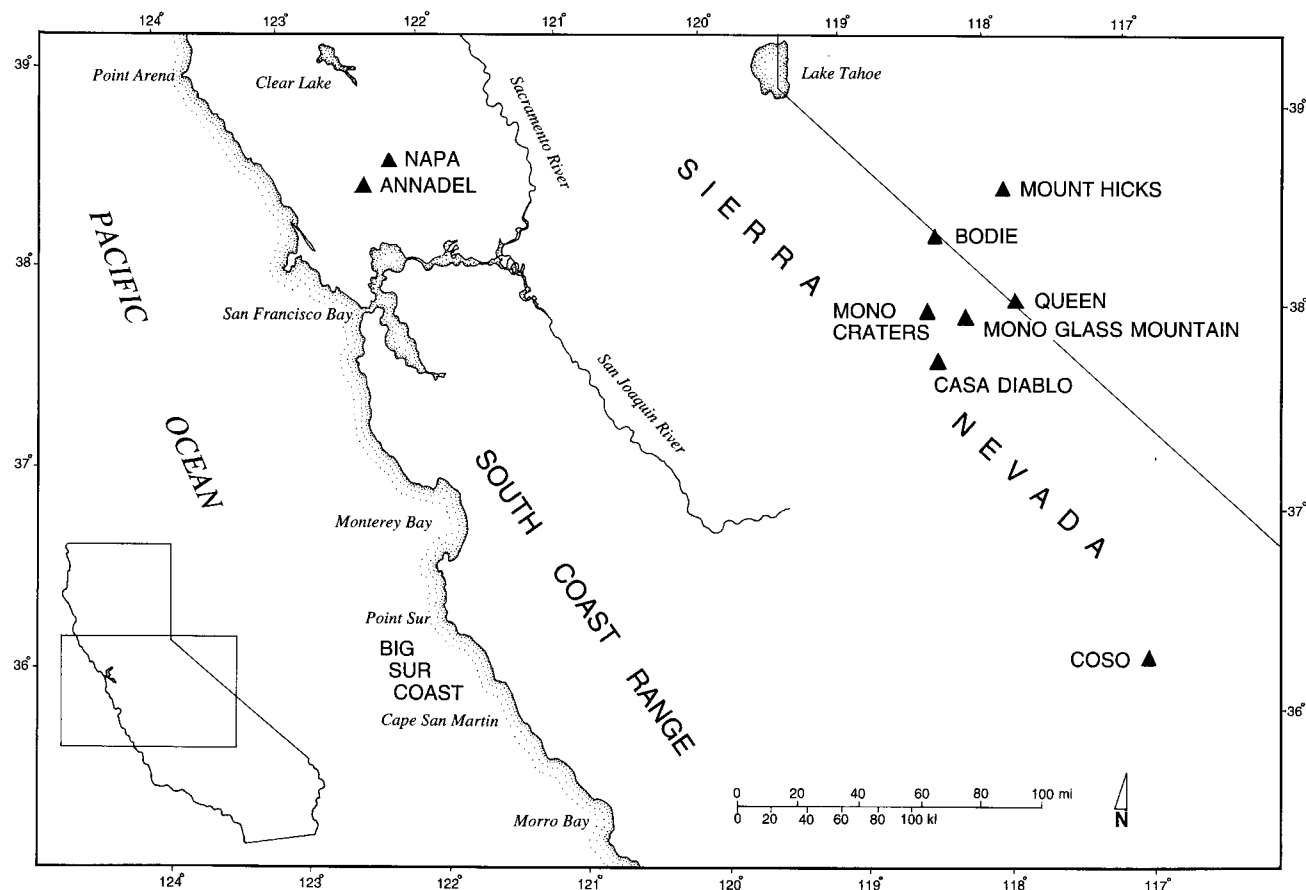 124° 123° 122° 121° 120° 119° 118° 117°
39°
Point Arena
Clear Lake
Sacramento River
Lake Tahoe
39°
NAPA
ANNADEL
SIERRA
MOUNT HICKS
BODIE
PACIFIC
38°
QUEEN
38°
San Francisco Bay
MONO
CRATERS
MONO GLASS MOUNTAIN
San Joaquin River
CASA DIABLO
OCEAN
NEVADA
37°
SOUTH
Monterey Bay
37°
COAST
Point Sur
BIG
SUR
COAST
36°
RANGE
COSO
Cape San Martin
36°
0 20 40 60 80 100 mi
0 20 40 60 80 100 kl
N
Morro Bay
124° 123° 122° 121° 120° 119° 118° 117°